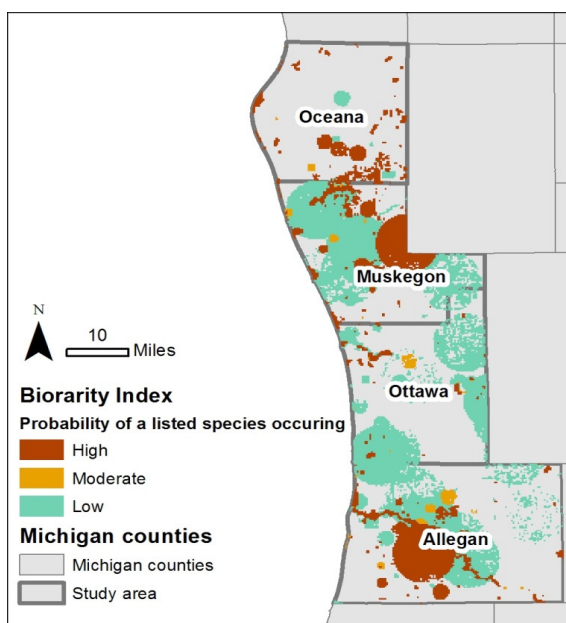 Oceana
Muskegon
N
10
Miles
Ottawa
Biorarity Index
Probability of a listed species occuring
High
Moderate
Low
Allegan
Michigan counties
Michigan counties
Study area